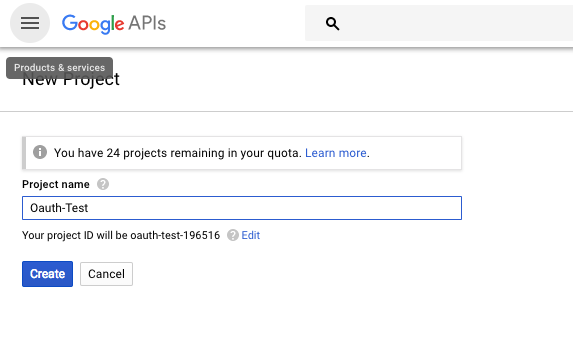 Google APIs
Products & services
New Project
You have 24 projects remaining in your quota. Learn more.
Project name
Oauth-Test
Your project ID will be oauth-test-196516 Edit
Create Cancel